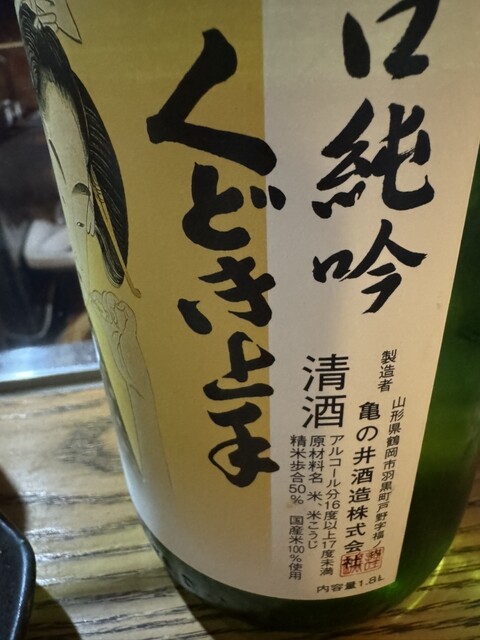 口純吟
くどき上手
製造者
山形県鶴岡市羽黒町戸野字福ノ
亀の井酒造株式会社
清酒
アルコール分16度以上17度未満
原材料名 米、米こうじ
精米歩合50% 国産米100%使用
内容量1.8L